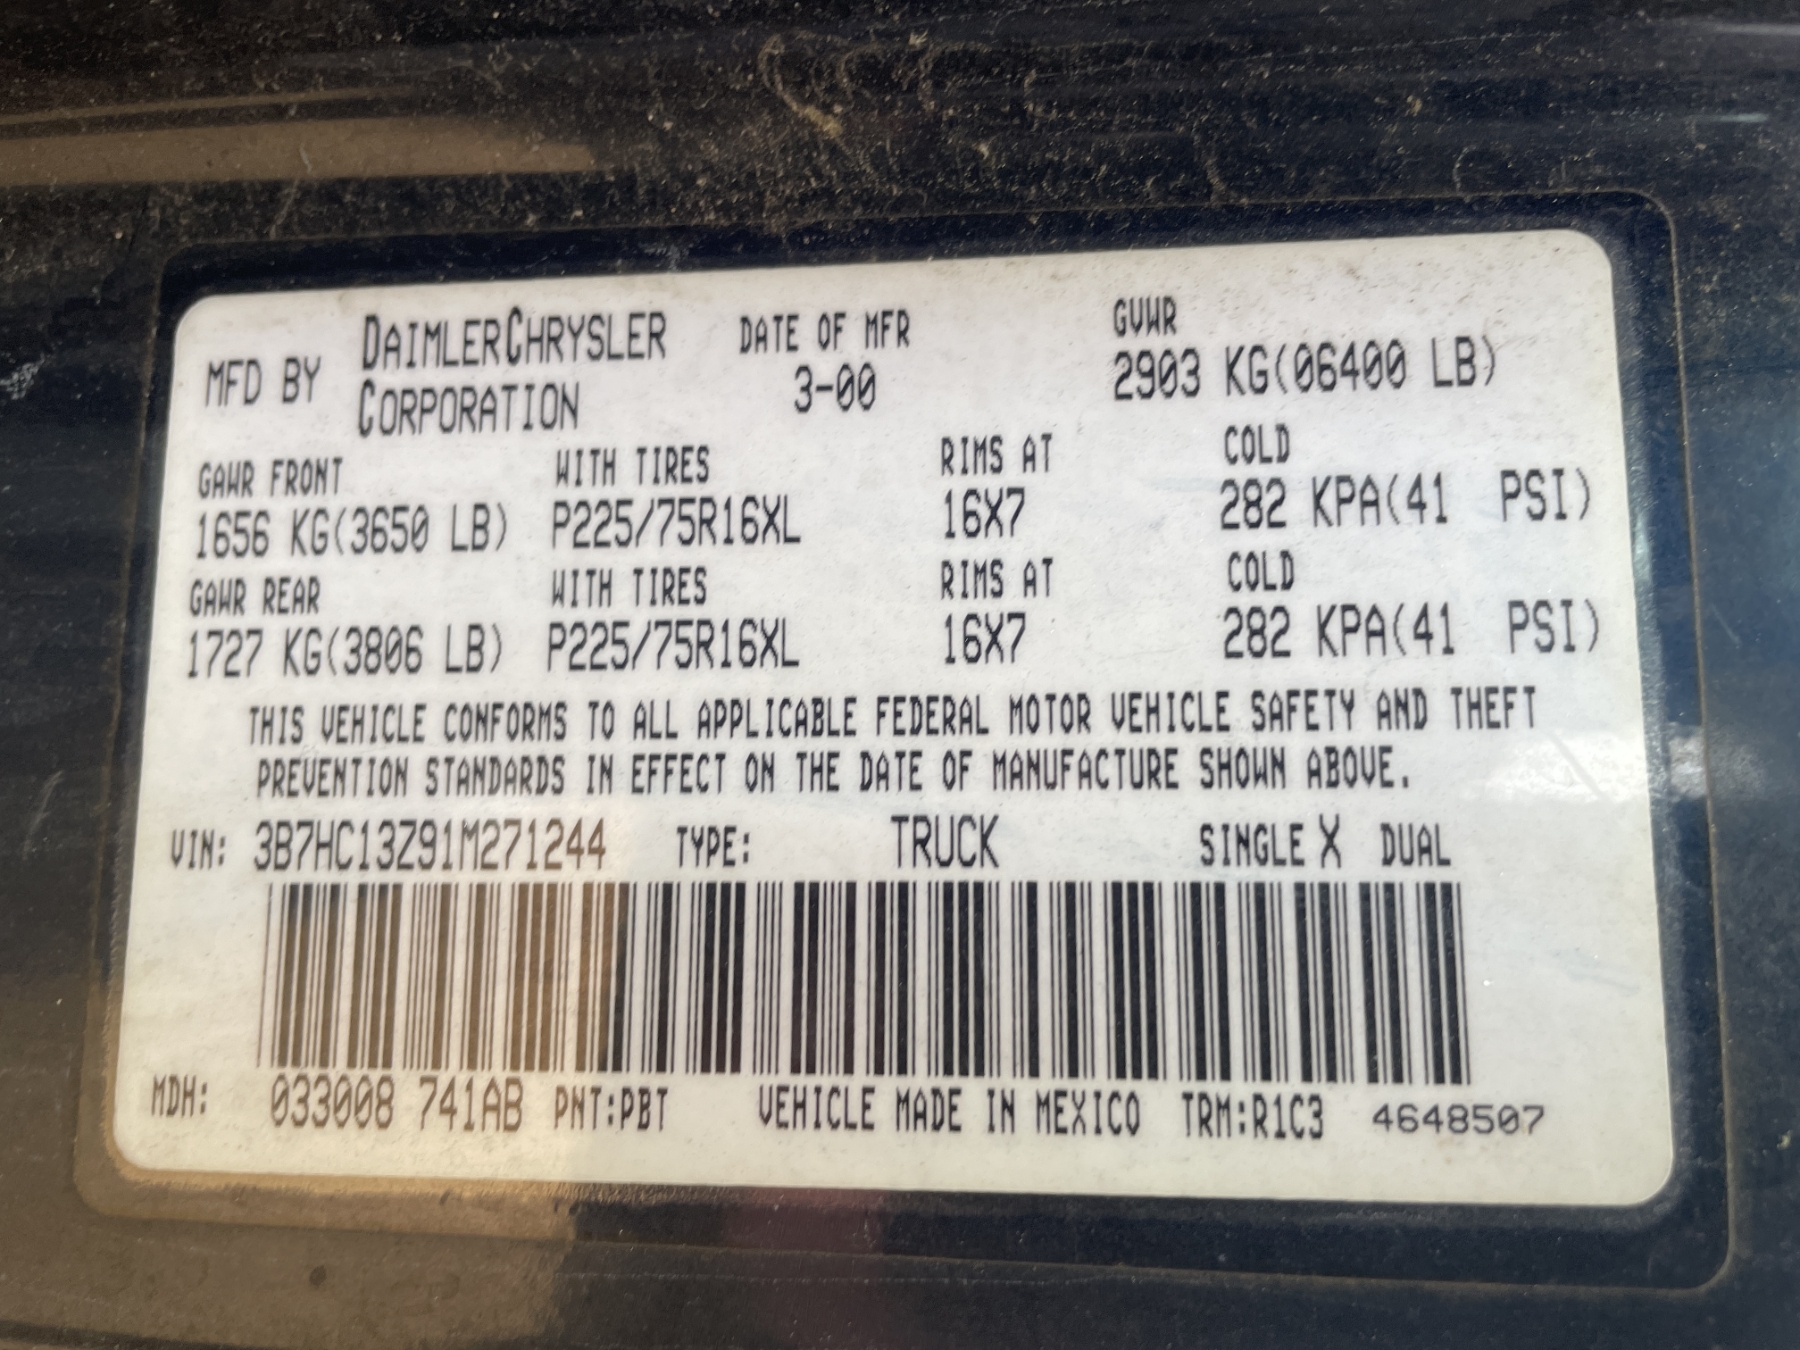 MFD BY DAIMLERCHRYSLER CORPORATION
DATE OF MFR 3-00
GVWR 2903 KG(06400 LB)
GAWR FRONT WITH TIRES RIMS AT COLD
1656 KG(3650 LB) P225/75R16XL 16X7 282 KPA(41 PSI)
GAWR REAR WITH TIRES RIMS AT COLD
1727 KG(3806 LB) P225/75R16XL 16X7 282 KPA(41 PSI)
THIS VEHICLE CONFORMS TO ALL APPLICABLE FEDERAL MOTOR VEHICLE SAFETY AND THEFT
PREVENTION STANDARDS IN EFFECT ON THE DATE OF MANUFACTURE SHOWN ABOVE.
VIN: 3B7HC13Z91M271244 TYPE: TRUCK SINGLE X DUAL
MDH: 033008 741AB PNT:PBT VEHICLE MADE IN MEXICO TRM:R1C3 4648507